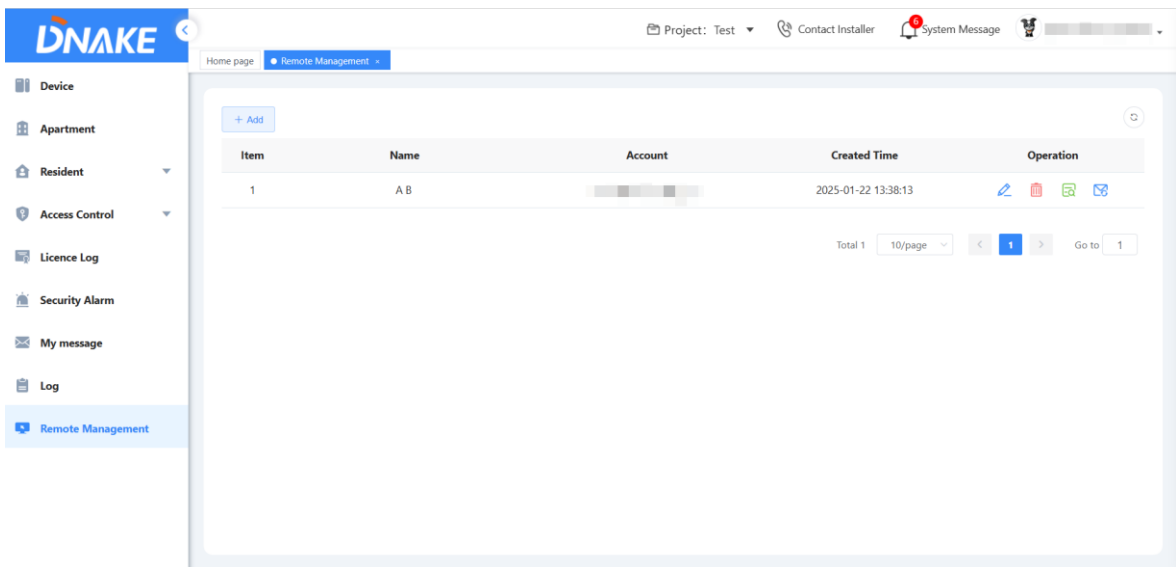 DNAKE
Project: Test
Contact Installer
6
System Message
Home page
Remote Management ×
Device
Apartment
Resident
Access Control
Licence Log
Security Alarm
My message
Log
Remote Management
+ Add
Item Name Account Created Time Operation
1 A B 2025-01-22 13:38:13
Total 1 10/page < 1 > Go to 1